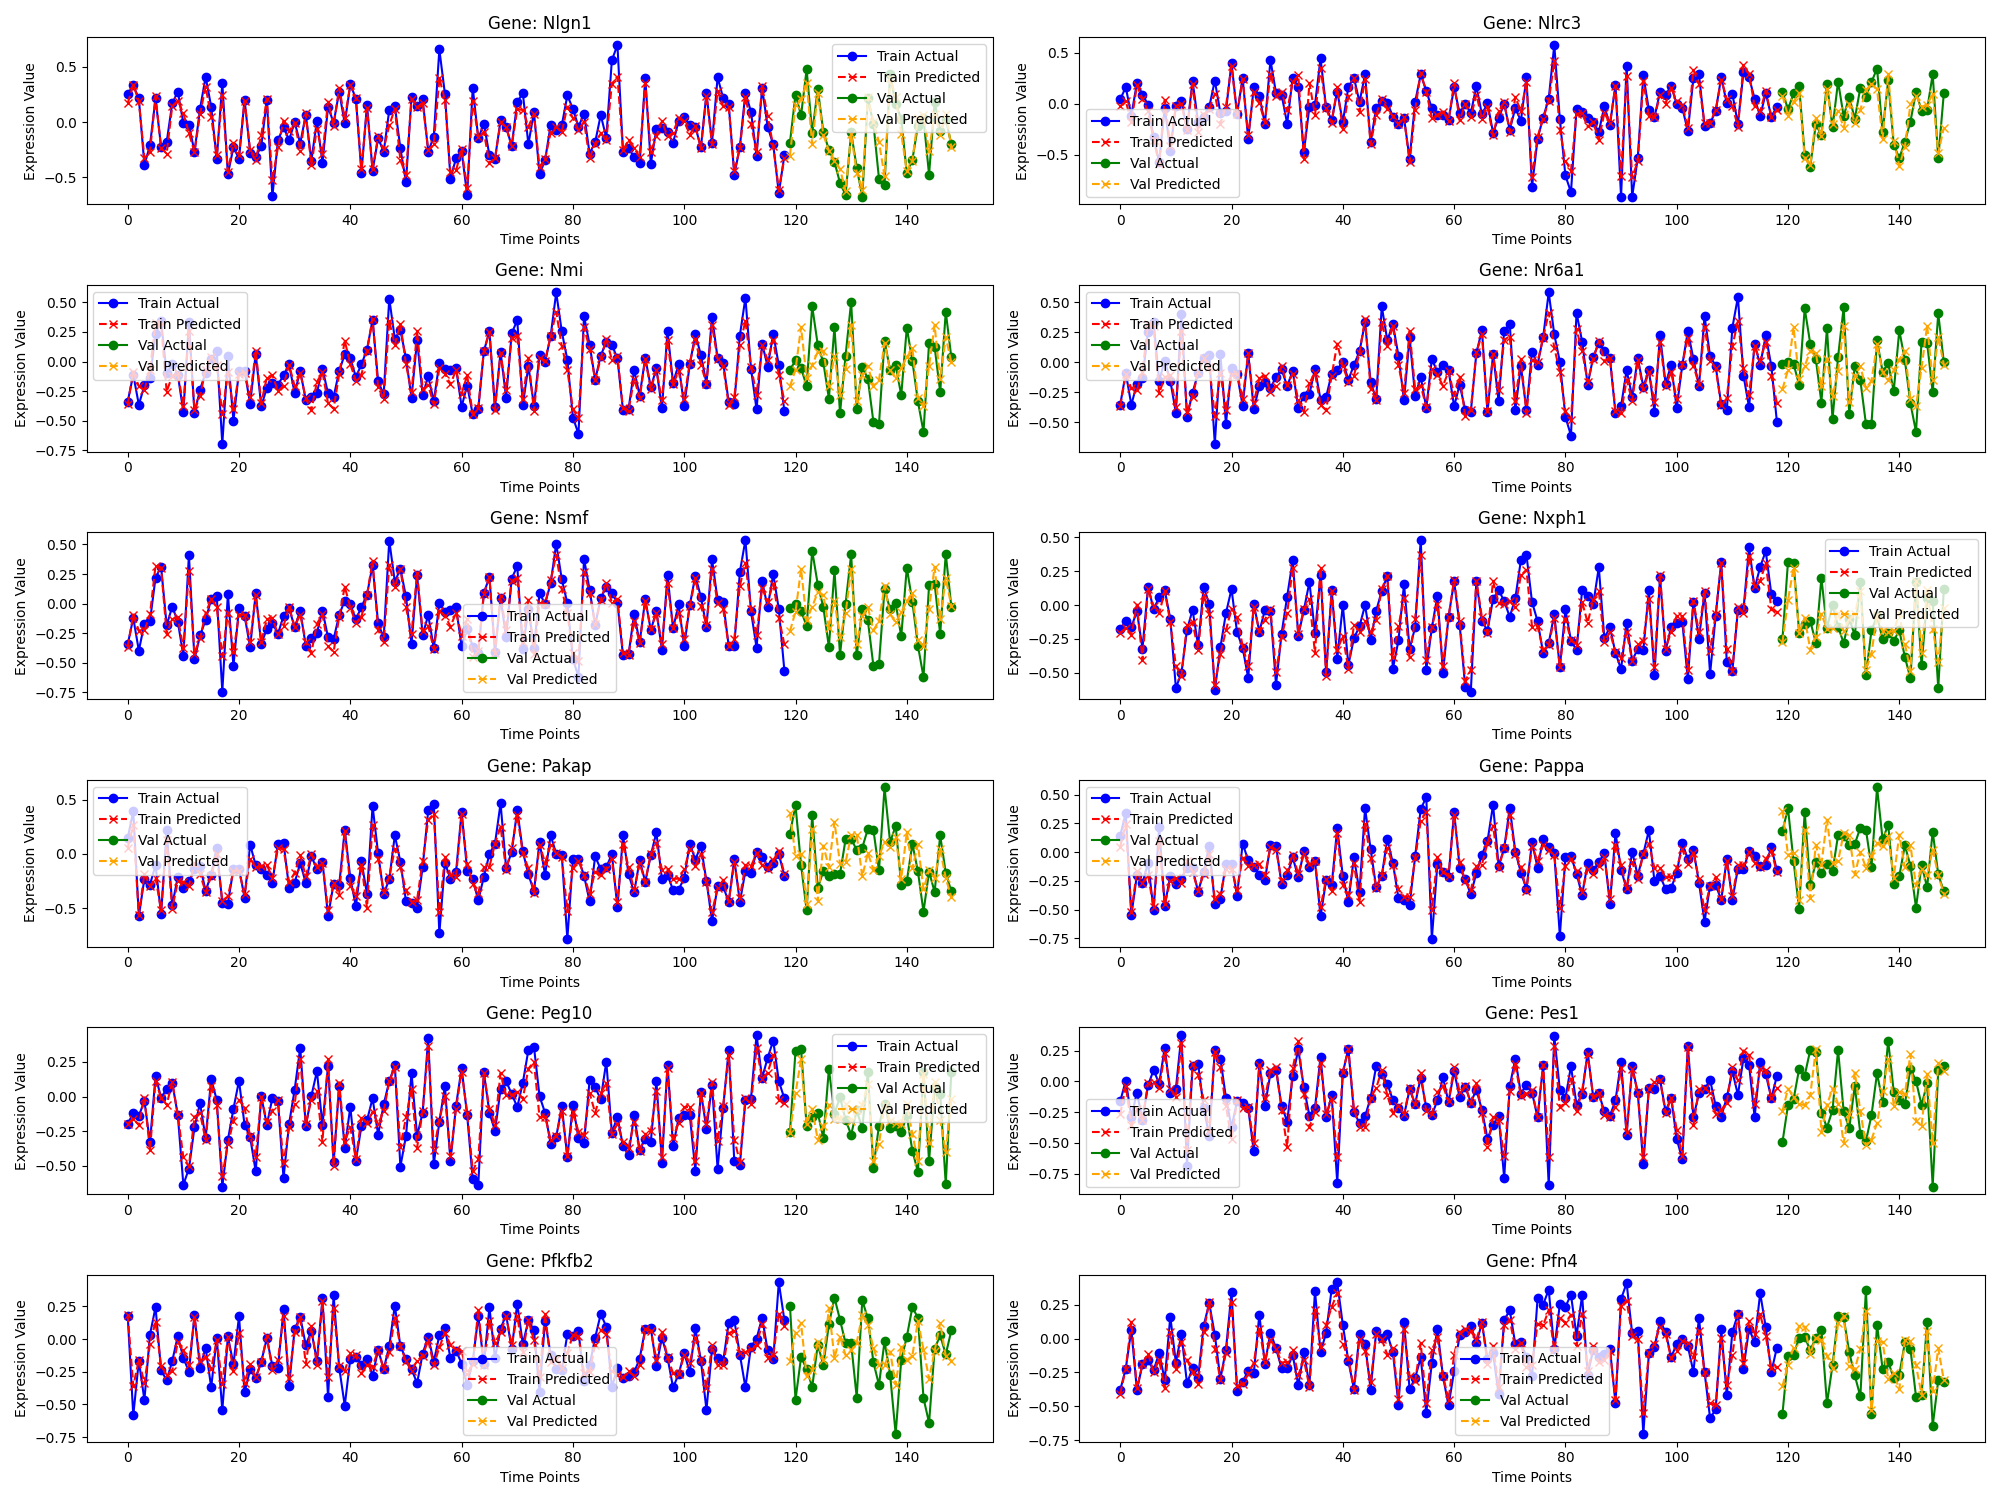 Gene: Nlgn1
Expression Value
0.5
0.0
−0.5
Train Actual
Train Predicted
Val Actual
Val Predicted
0 20 40 60 80 100 120 140
Time Points
Gene: Nlrc3
Expression Value
0.5
0.0
−0.5
Train Actual
Train Predicted
Val Actual
Val Predicted
0 20 40 60 80 100 120 140
Time Points
Gene: Nmi
Expression Value
0.50
0.25
0.00
−0.25
−0.50
−0.75
Train Actual
Train Predicted
Val Actual
Val Predicted
0 20 40 60 80 100 120 140
Time Points
Gene: Nr6a1
Expression Value
0.50
0.25
0.00
−0.25
−0.50
Train Actual
Train Predicted
Val Actual
Val Predicted
0 20 40 60 80 100 120 140
Time Points
Gene: Nsmf
Expression Value
0.50
0.25
0.00
−0.25
−0.50
−0.75
Train Actual
Train Predicted
Val Actual
Val Predicted
0 20 40 60 80 100 120 140
Time Points
Gene: Nxph1
Expression Value
0.50
0.25
0.00
−0.25
−0.50
Train Actual
Train Predicted
Val Actual
Val Predicted
0 20 40 60 80 100 120 140
Time Points
Gene: Pakap
Expression Value
0.5
0.0
−0.5
Train Actual
Train Predicted
Val Actual
Val Predicted
0 20 40 60 80 100 120 140
Time Points
Gene: Pappa
Expression Value
0.50
0.25
0.00
−0.25
−0.50
−0.75
Train Actual
Train Predicted
Val Actual
Val Predicted
0 20 40 60 80 100 120 140
Time Points
Gene: Peg10
Expression Value
0.25
0.00
−0.25
−0.50
Train Actual
Train Predicted
Val Actual
Val Predicted
0 20 40 60 80 100 120 140
Time Points
Gene: Pes1
Expression Value
0.25
0.00
−0.25
−0.50
−0.75
Train Actual
Train Predicted
Val Actual
Val Predicted
0 20 40 60 80 100 120 140
Time Points
Gene: Pfkfb2
Expression Value
0.25
0.00
−0.25
−0.50
−0.75
Train Actual
Train Predicted
Val Actual
Val Predicted
0 20 40 60 80 100 120 140
Time Points
Gene: Pfn4
Expression Value
0.25
0.00
−0.25
−0.50
−0.75
Train Actual
Train Predicted
Val Actual
Val Predicted
0 20 40 60 80 100 120 140
Time Points